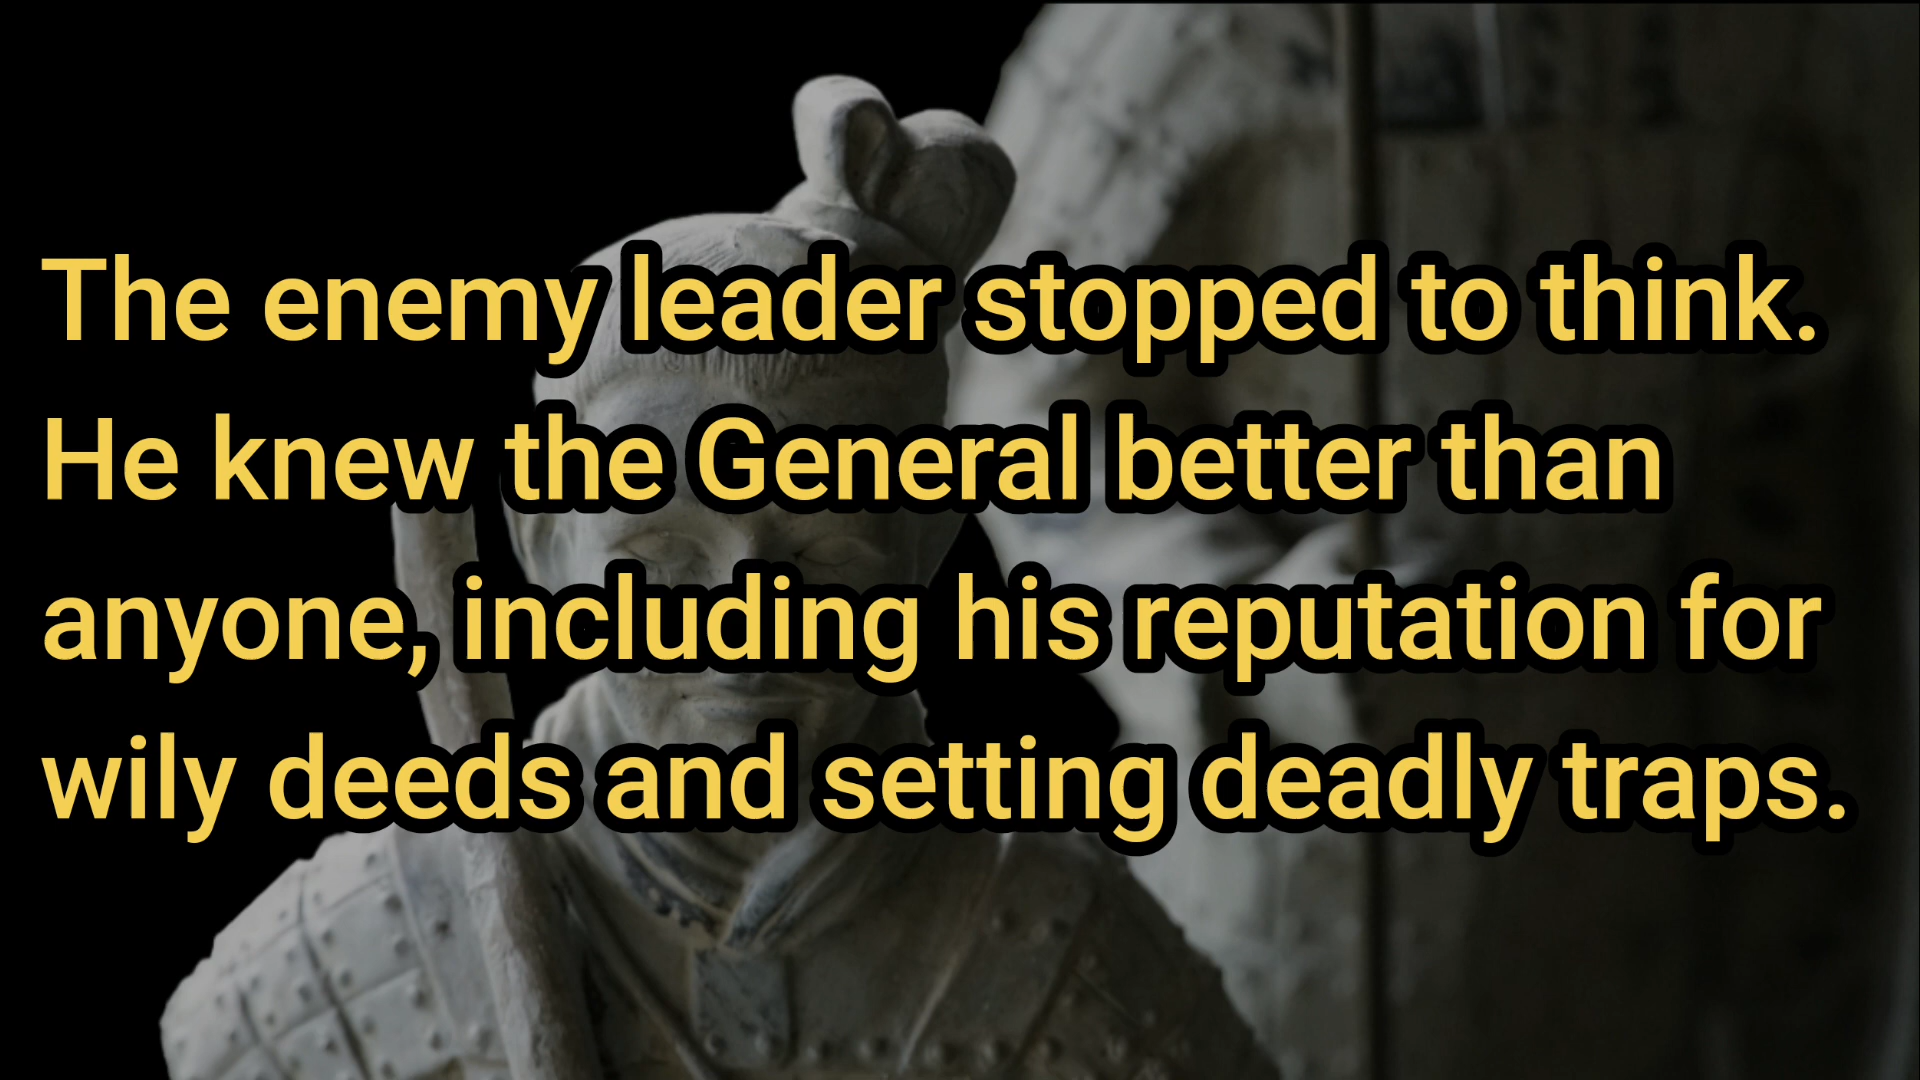 The enemy leader stopped to think.
He knew the General better than
anyone, including his reputation for
wily deeds and setting deadly traps.